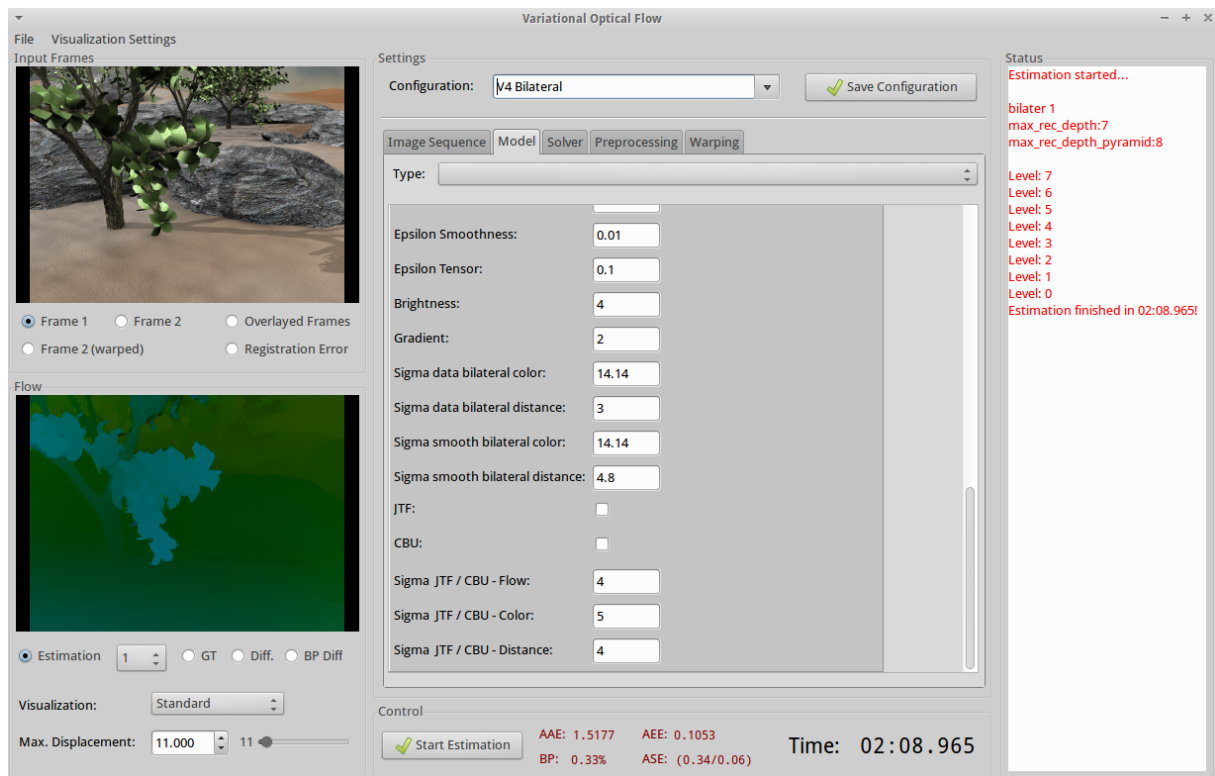 Variational Optical Flow
File Visualization Settings
Input Frames
Frame 1 Frame 2 Overlayed Frames
Frame 2 (warped) Registration Error
Flow
Estimation 1 GT Diff. BP Diff
Visualization: Standard
Max. Displacement: 11.000 11
Settings
Configuration: V4 Bilateral Save Configuration
Image Sequence Model Solver Preprocessing Warping
Type:
Epsilon Smoothness: 0.01
Epsilon Tensor: 0.1
Brightness: 4
Gradient: 2
Sigma data bilateral color: 14.14
Sigma data bilateral distance: 3
Sigma smooth bilateral color: 14.14
Sigma smooth bilateral distance: 4.8
JTF:
CBU:
Sigma JTF / CBU - Flow: 4
Sigma JTF / CBU - Color: 5
Sigma JTF / CBU - Distance: 4
Control
Start Estimation
AAE: 1.5177 AEE: 0.1053
BP: 0.33% ASE: (0.34/0.06)
Time: 02:08.965
Status
Estimation started...
bilater 1
max_rec_depth:7
max_rec_depth_pyramid:8
Level: 7
Level: 6
Level: 5
Level: 4
Level: 3
Level: 2
Level: 1
Level: 0
Estimation finished in 02:08.965!